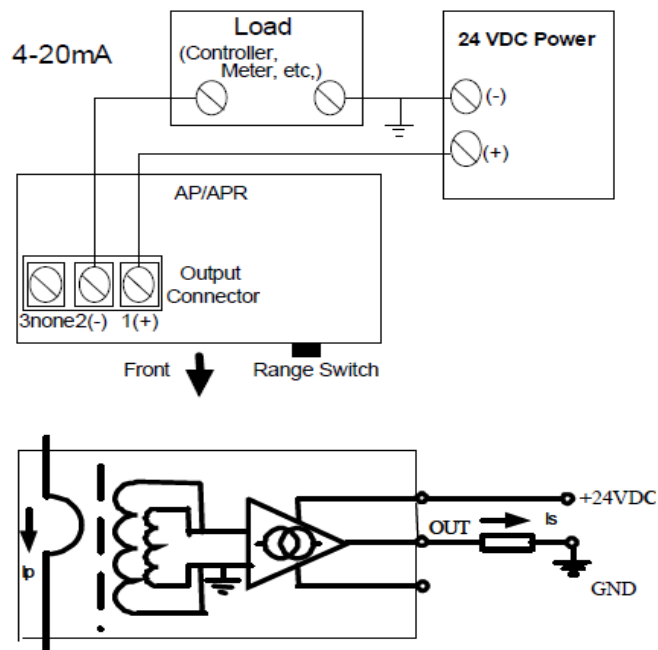 Load
(Controller,
Meter, etc,)
4-20mA
24 VDC Power
(-)
(+)
AP/APR
Output
Connector
3none2(-) 1(+)
Front
Range Switch
+24VDC
OUT
Is
Ip
GND